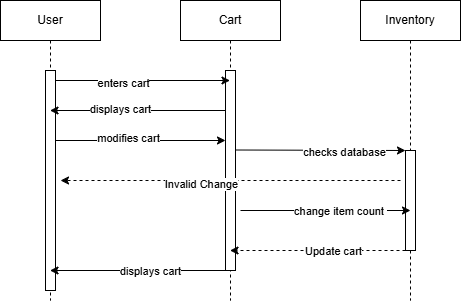 User
Cart
Inventory
enters cart
displays cart
modifies cart
checks database
Invalid Change
change item count
Update cart
displays cart